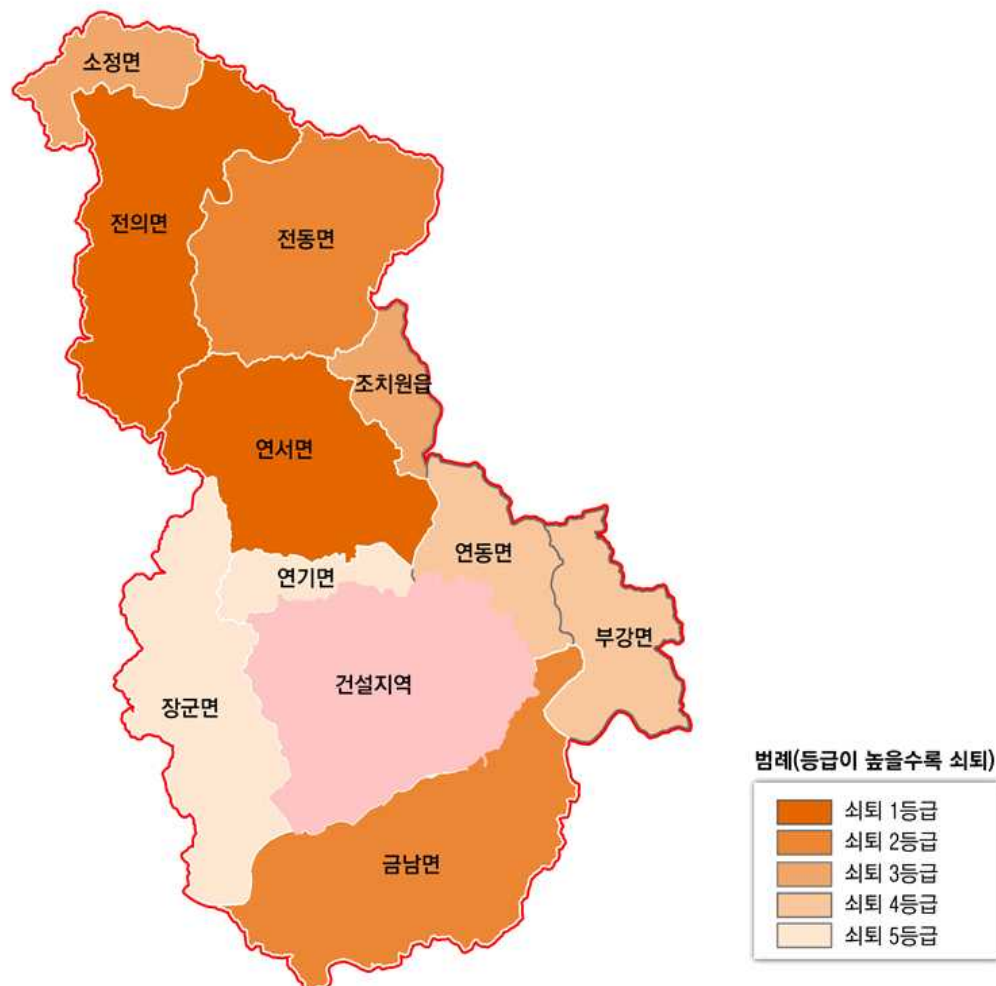 소정면
전의면
전동면
조치원읍
연서면
연동면
연기면
부강면
건설지역
장군면
금남면
범례(등급이 높을수록 쇠퇴)
쇠퇴 1등급
쇠퇴 2등급
쇠퇴 3등급
쇠퇴 4등급
쇠퇴 5등급